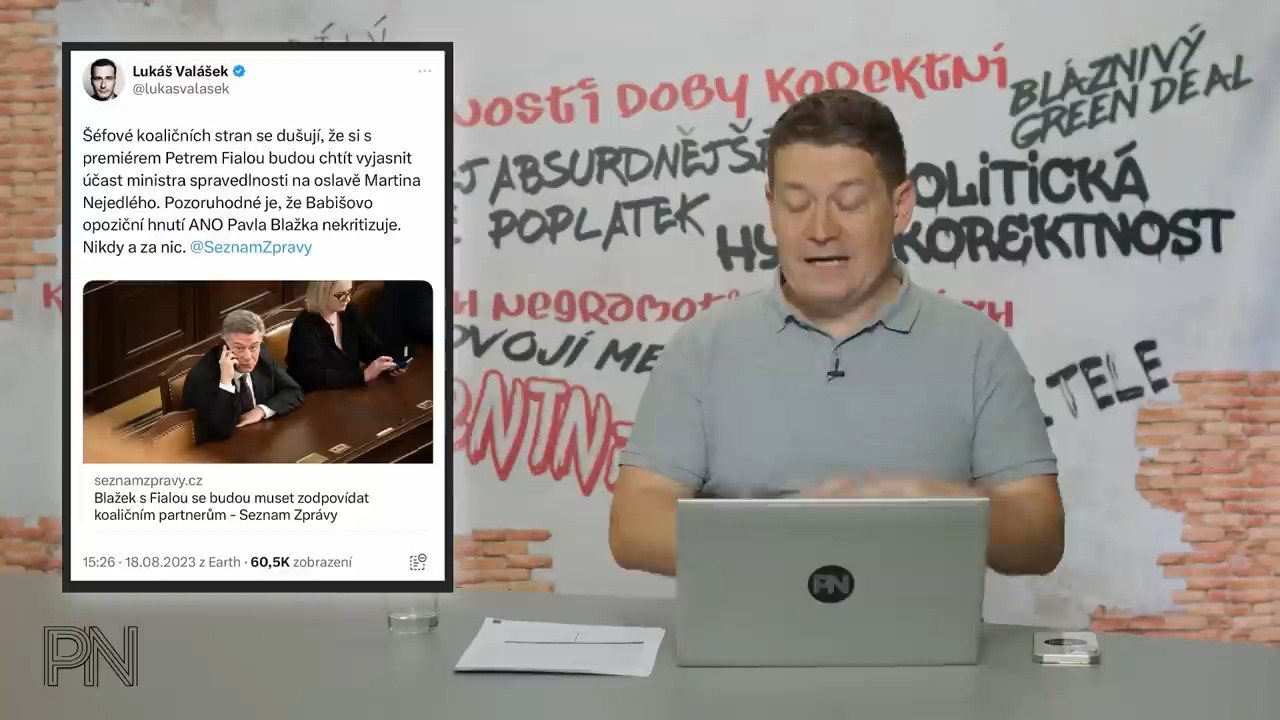 Lukáš Valášek
@lukasvalasek
Šéfové koaličních stran se dušují, že si s
premiérem Petrem Fialou budou chtít vyjasnit
účast ministra spravedlnosti na oslavě Martina
Nejedlého. Pozoruhodné je, že Babišovo
opoziční hnutí ANO Pavla Blažka nekritizuje.
Nikdy a za nic. @SeznamZpravy
seznamzpravy.cz
Blažek s Fialou se budou muset zodpovídat
koaličním partnerům - Seznam Zprávy
15:26 · 18.08.2023 z Earth · 60,5K zobrazení
DOBY KOREKTNÍ
BLÁZNIVÝ
GREEN DEAL
POPLATEK
KOREKTNOST
PN
PN